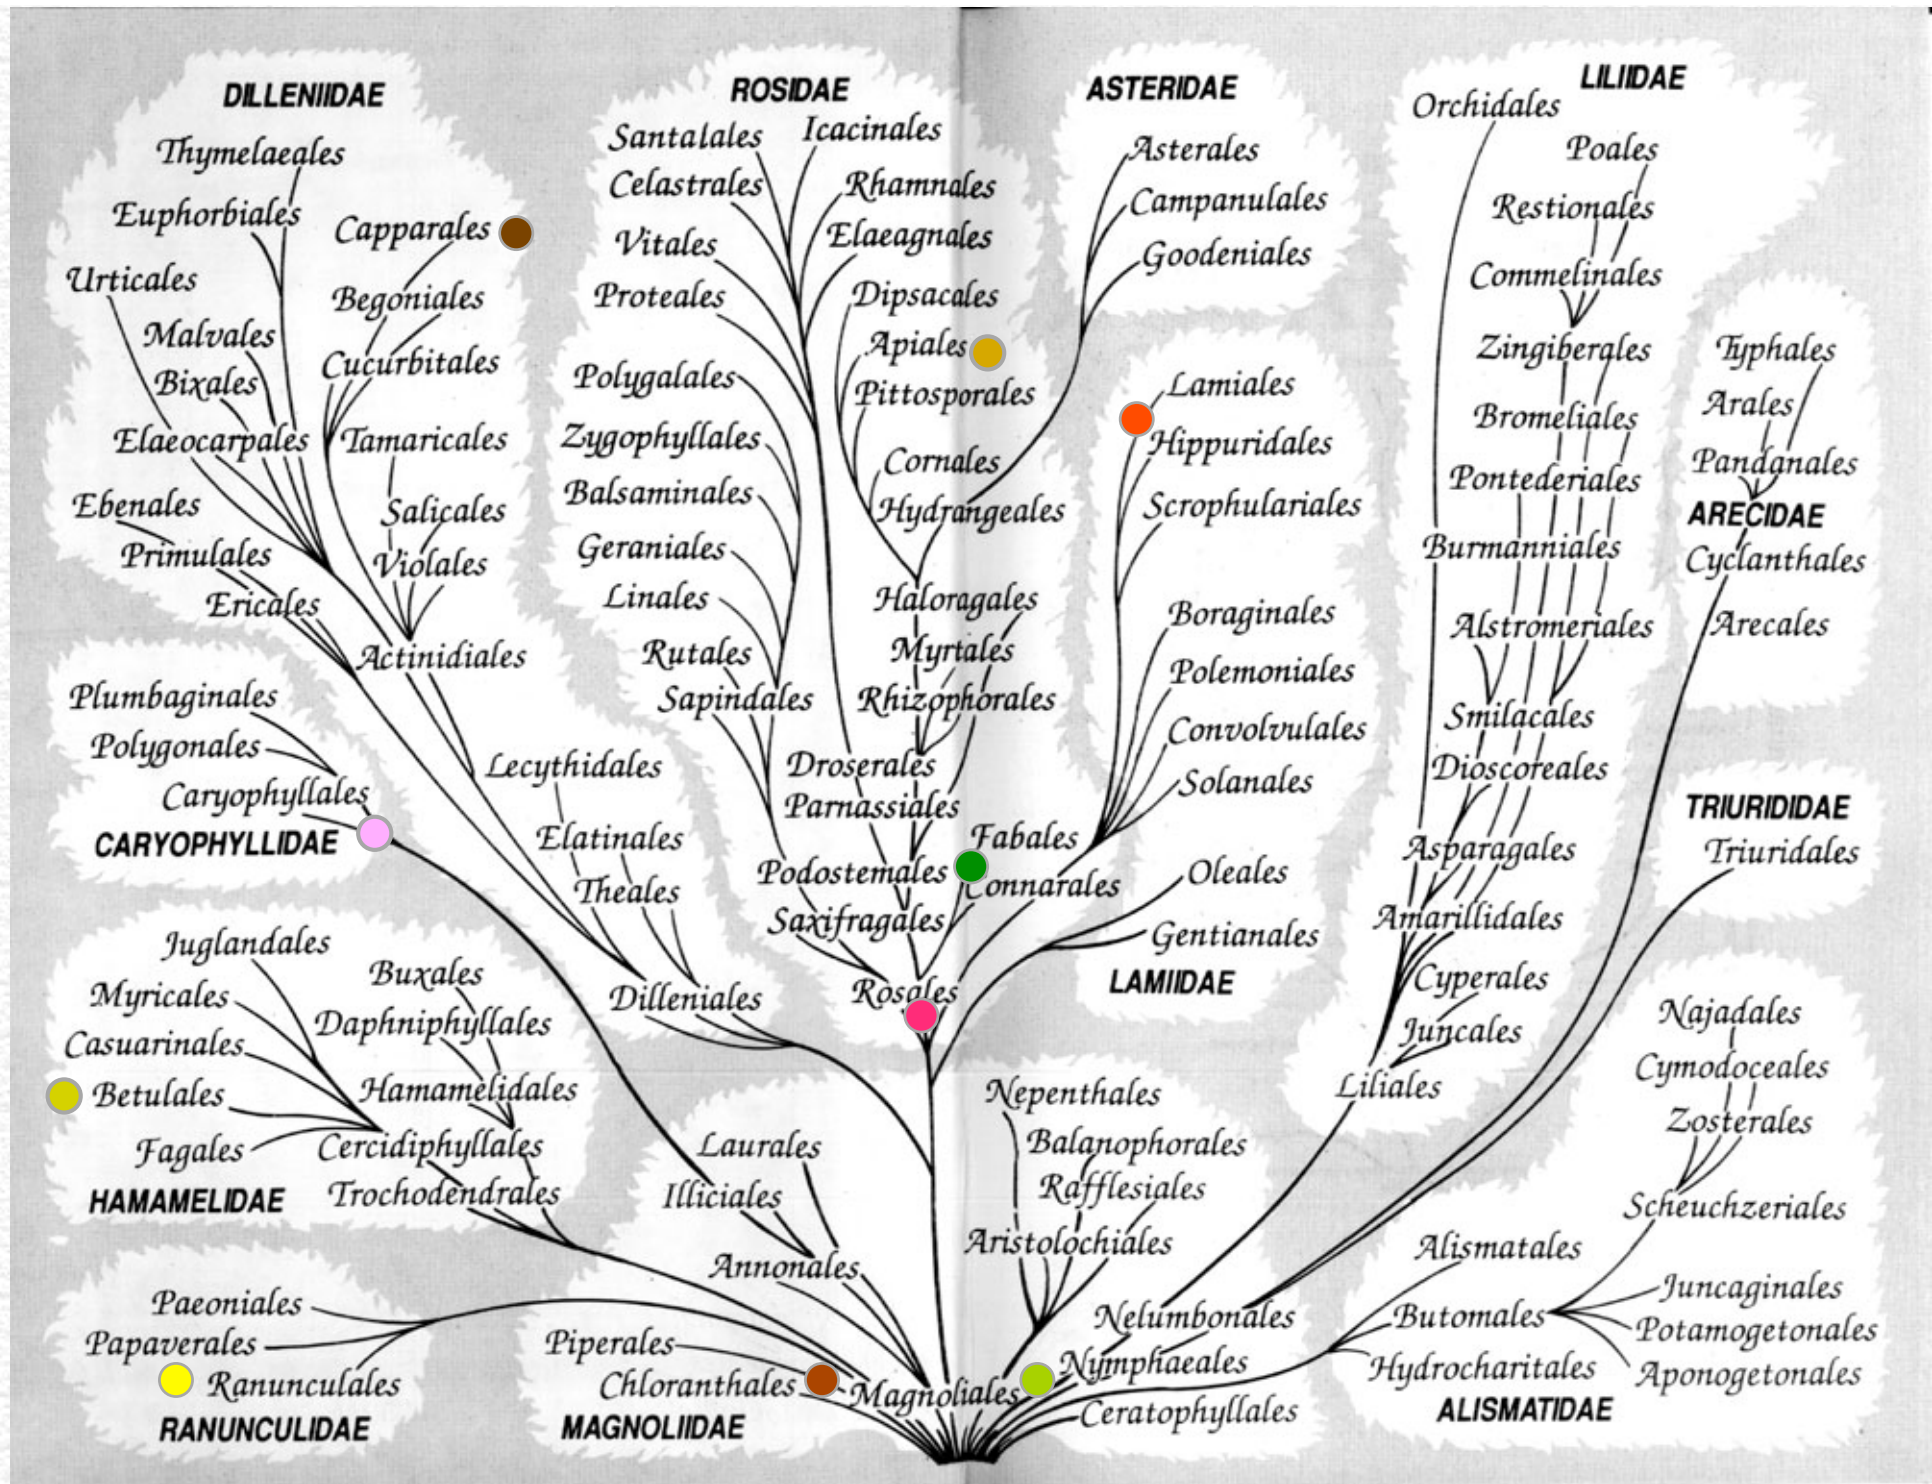 DILLENIIDAE
Thymelaeales
Euphorbiales
Capparales
Urticales
Begoniales
Malvales
Cucurbitales
Bixales
Elaeocarpales
Tamaricales
Ebenales
Salicales
Primulales
Violales
Ericales
Actinidiales
Lecythidales
Elatinales
Theales
Dilleniales
ROSIDAE
Santalales
Icacinales
Celastrales
Rhamnales
Vitales
Elaeagnales
Proteales
Dipsacales
Apiales
Polygalales
Pittosporales
Zygophyllales
Cornales
Balsaminales
Hydrangeales
Geraniales
Linales
Haloragales
Rutales
Myrtales
Sapindales
Rhizophorales
Droserales
Parnassiales
Fabales
Podostemales
Connarales
Saxifragales
Rosales
ASTERIDAE
Asterales
Campanulales
Goodeniales
Lamiales
Hippuridales
Scrophulariales
Boraginales
Polemoniales
Convolvulales
Solanales
Oleales
Gentianales
LAMIIDAE
LILIIDAE
Orchidales
Poales
Restionales
Commelinales
Zingiberales
Bromeliales
Pontederiales
Burmanniales
Alstromeriales
Smilacales
Dioscoreales
Asparagales
Amarillidales
Cyperales
Juncales
Liliales
Typhales
Arales
Pandanales
ARECIDAE
Cyclanthales
Arecales
TRIURIDIDAE
Triuridales
Plumbaginales
Polygonales
Caryophyllales
CARYOPHYLLIDAE
Juglandales
Buxales
Myricales
Daphniphyllales
Casuarinales
Betulales
Hamamelidales
Fagales
Cercidiphyllales
HAMAMELIDAE
Trochodendrales
Paeoniales
Papaverales
Ranunculales
RANUNCULIDAE
Laurales
Illiciales
Annonales
Piperales
Chloranthales
Magnoliales
MAGNOLIIDAE
Nepenthales
Balanophorales
Rafflesiales
Aristolochiales
Nelumbonales
Nymphaeales
Ceratophyllales
Najadales
Cymodoceales
Zosterales
Scheuchzeriales
Alismatales
Juncaginales
Butomales
Potamogetonales
Hydrocharitales
Aponogetonales
ALISMATIDAE